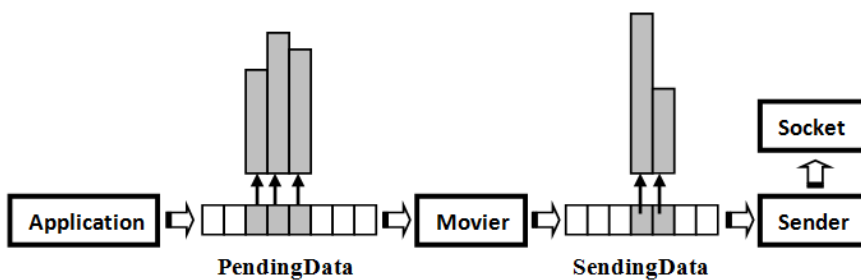 Socket
Application
Movier
Sender
PendingData
SendingData